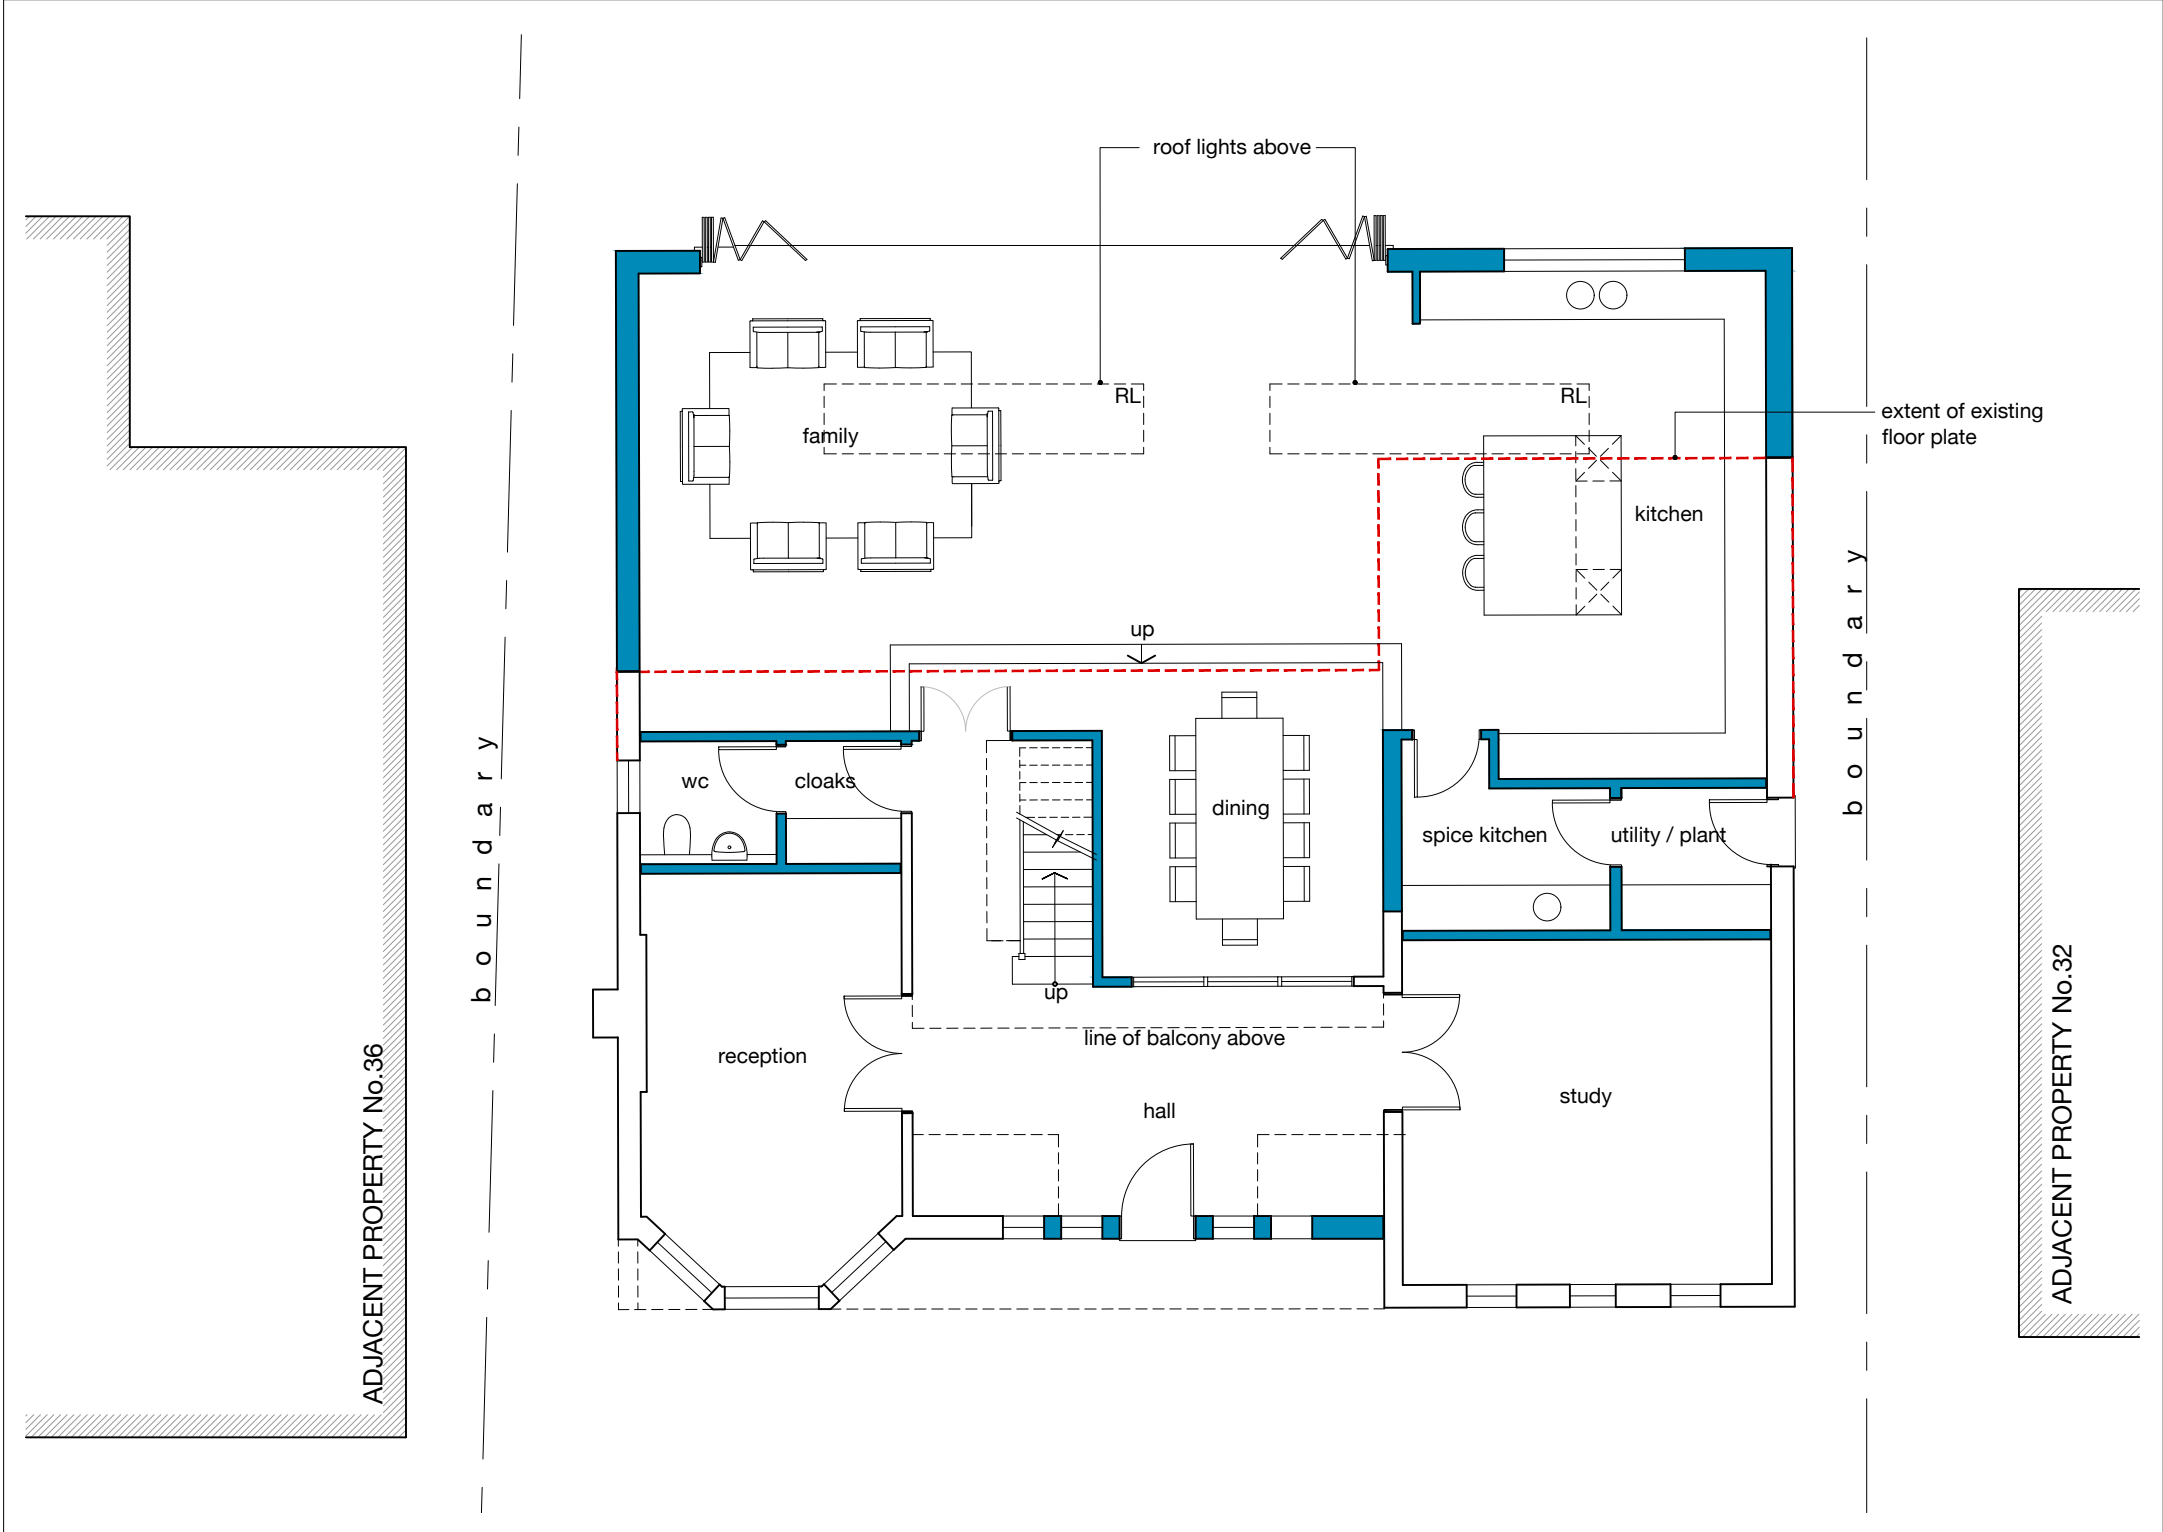 roof lights above
RL
RL
extent of existing
floor plate
family
kitchen
up
wc
cloaks
dining
spice kitchen
utility / plant
up
line of balcony above
reception
hall
study
boundary
boundary
ADJACENT PROPERTY No.36
ADJACENT PROPERTY No.32